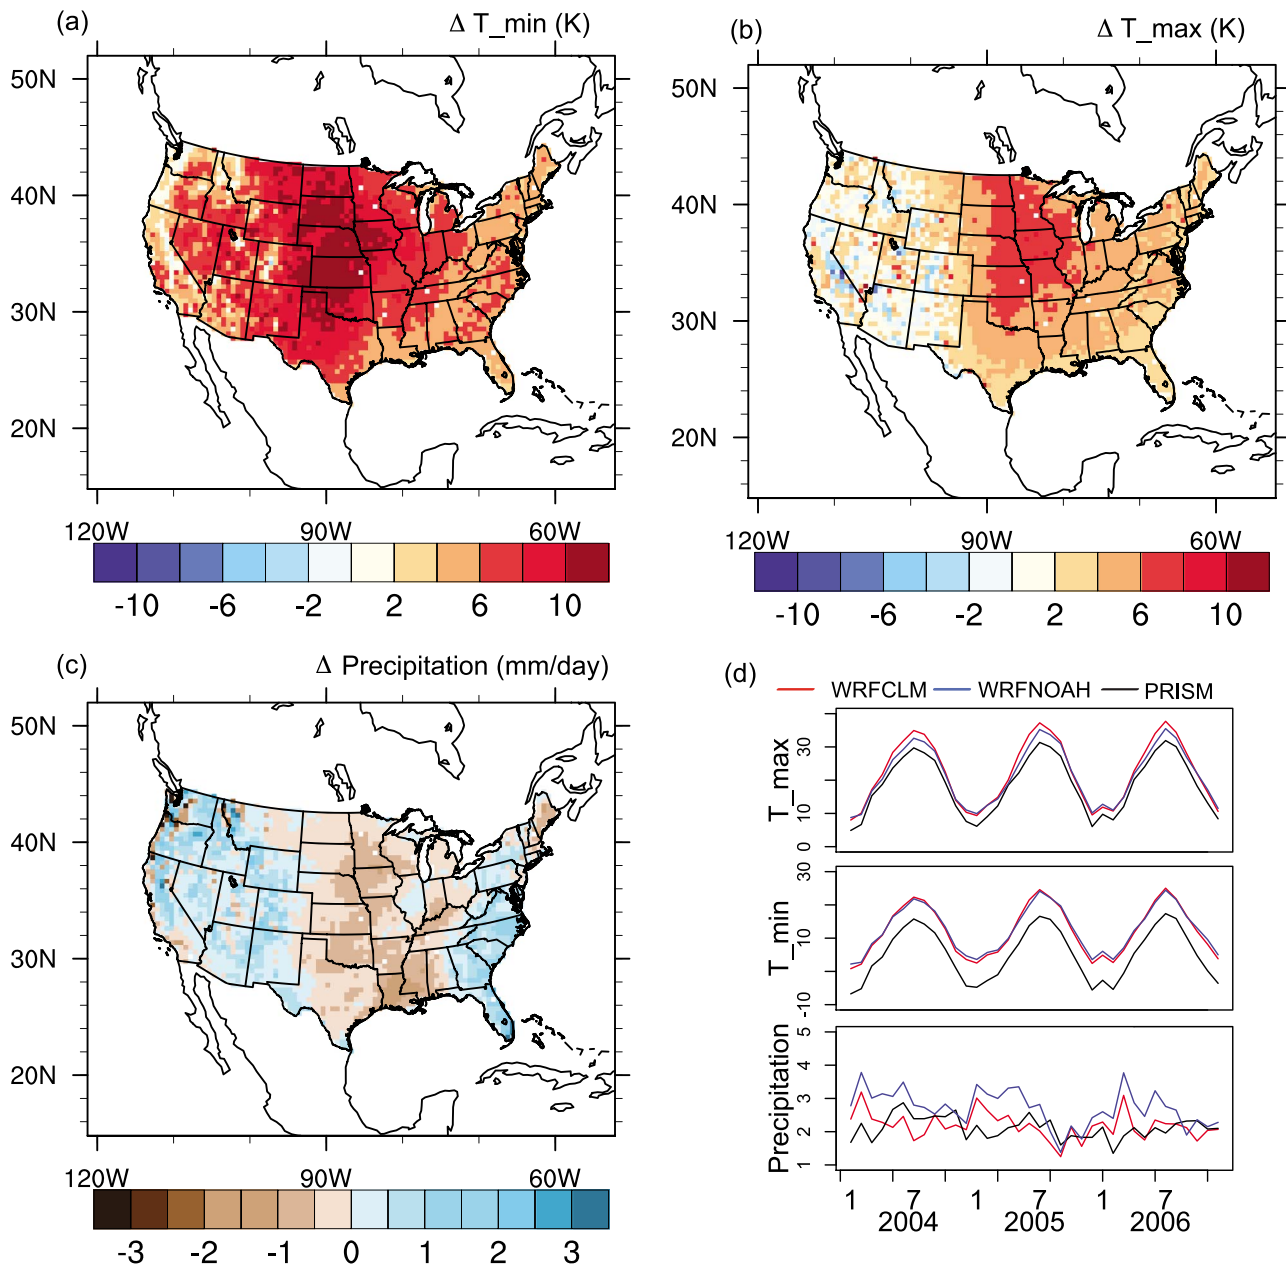 (a) Δ T_min (K)
50N
40N
30N
20N
120W 90W 60W
-10 -6 -2 2 6 10
(b) Δ T_max (K)
50N
40N
30N
20N
120W 90W 60W
-10 -6 -2 2 6 10
(c) Δ Precipitation (mm/day)
50N
40N
30N
20N
120W 90W 60W
-3 -2 -1 0 1 2 3
(d)
WRFCLM WRFNOAH PRISM
T_max
30
10
0
T_min
30
10
-10
Precipitation
5
4
3
2
1
1 7 1 7 1 7
2004 2005 2006